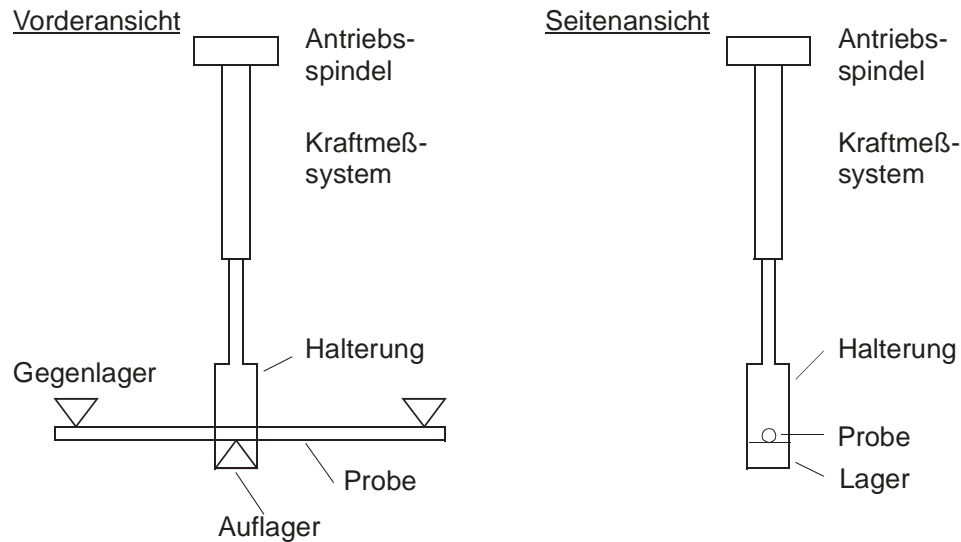 Vorderansicht
Antriebs-
spindel
Kraftmeß-
system
Halterung
Gegenlager
Probe
Auflager
Seitenansicht
Antriebs-
spindel
Kraftmeß-
system
Halterung
Probe
Lager